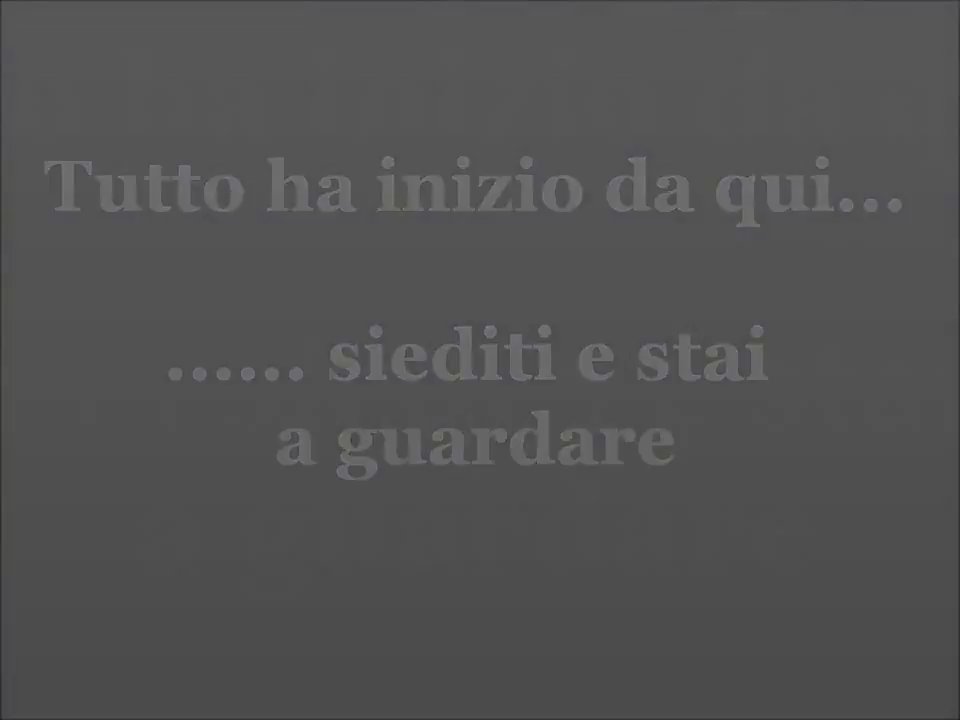 Tutto ha inizio da qui...
...... siediti e stai
a guardare